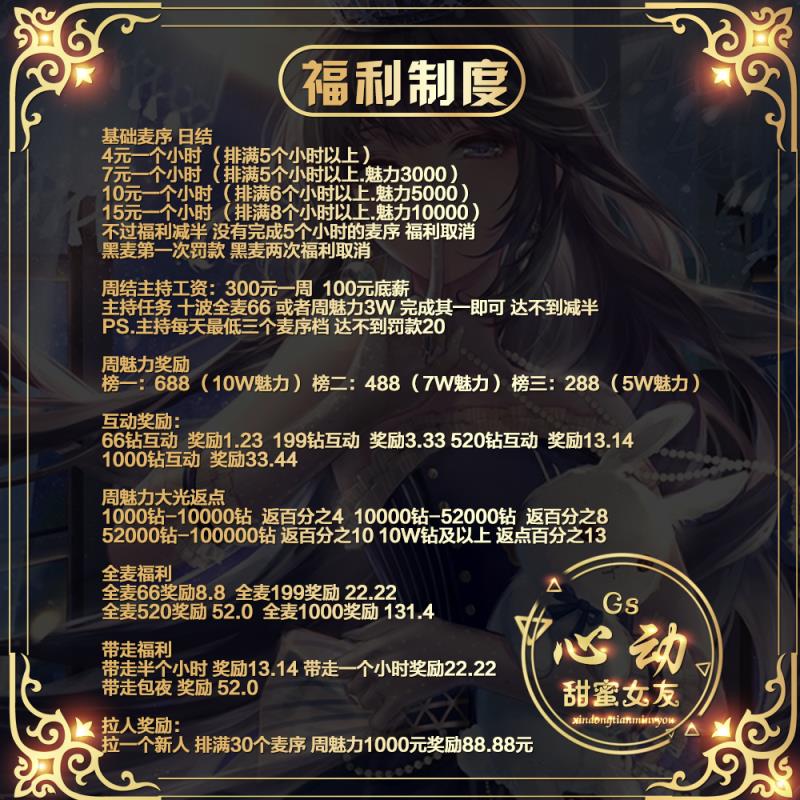 福利制度
基础麦序 日结
4元一个小时（排满5个小时以上）
7元一个小时（排满5个小时以上.魅力3000）
10元一个小时（排满6个小时以上.魅力5000）
15元一个小时（排满8个小时以上.魅力10000）
不过福利减半 没有完成5个小时的麦序 福利取消
黑麦第一次罚款 黑麦两次福利取消
周结主持工资：300元一周 100元底薪
主持任务 十波全麦66 或者周魅力3W 完成其一即可 达不到减半
PS.主持每天最低三个麦序档 达不到罚款20
周魅力奖励
榜一：688（10W魅力）榜二：488（7W魅力）榜三：288（5W魅力）
互动奖励：
66钻互动 奖励1.23 199钻互动 奖励3.33 520钻互动 奖励13.14
1000钻互动 奖励33.44
周魅力大光返点
1000钻-10000钻 返百分之4 10000钻-52000钻 返百分之8
52000钻-100000钻 返百分之10 10W钻及以上 返点百分之13
全麦福利
全麦66奖励8.8 全麦199奖励 22.22
全麦520奖励 52.0 全麦1000奖励 131.4
带走福利
带走半个小时 奖励13.14 带走一个小时奖励22.22
带走包夜 奖励 52.0
拉人奖励：
拉一个新人 排满30个麦序 周魅力1000元奖励88.88元
Gs
心动
甜蜜女友
xindongtianminvyou